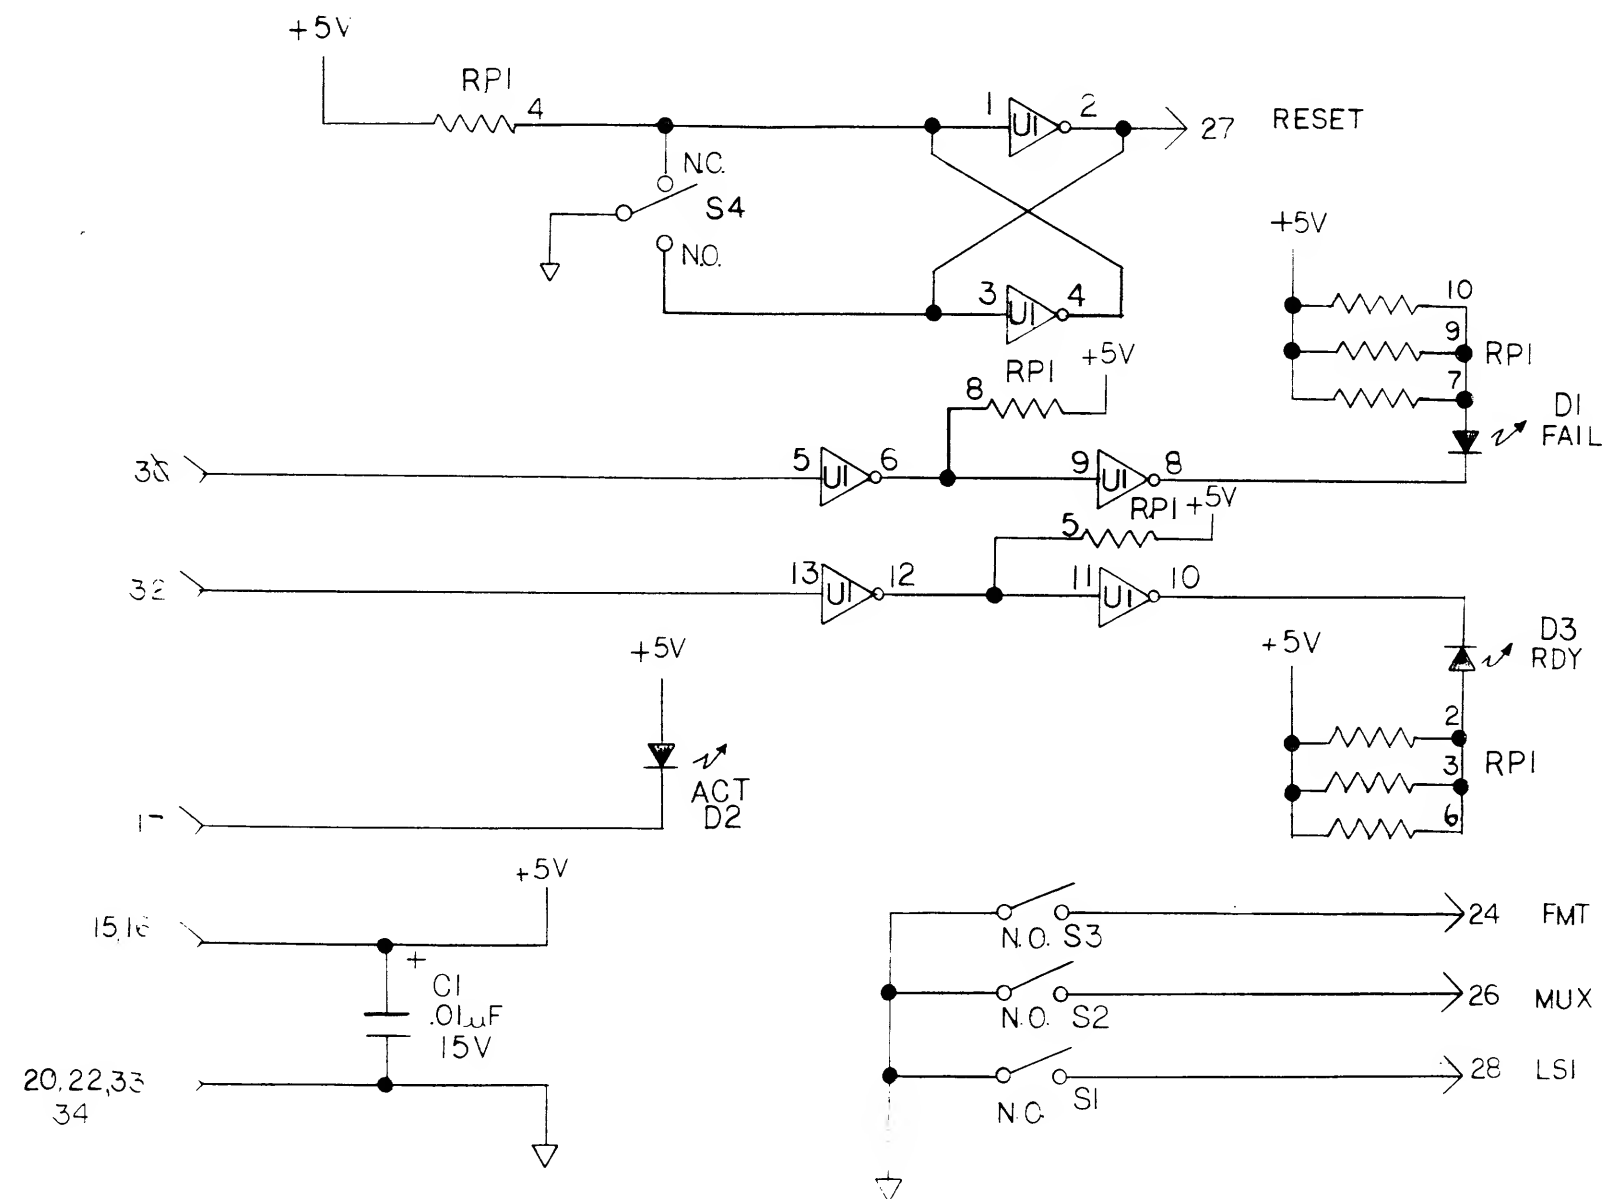 +5V
RP1
4
1
U1
2
27
RESET
N.C.
S4
N.O.
3
U1
4
+5V
10
9
RP1
7
D1
FAIL
RP1
+5V
8
5
U1
6
9
U1
8
RP1
+5V
5
32
13
U1
12
11
U1
10
+5V
D3
RDY
2
3
RP1
6
+5V
ACT
D2
+5V
+
C1
.01uF
15V
20,22,33
34
N.O. S3
24
FMT
N.O. S2
26
MUX
N.O. S1
28
LSI